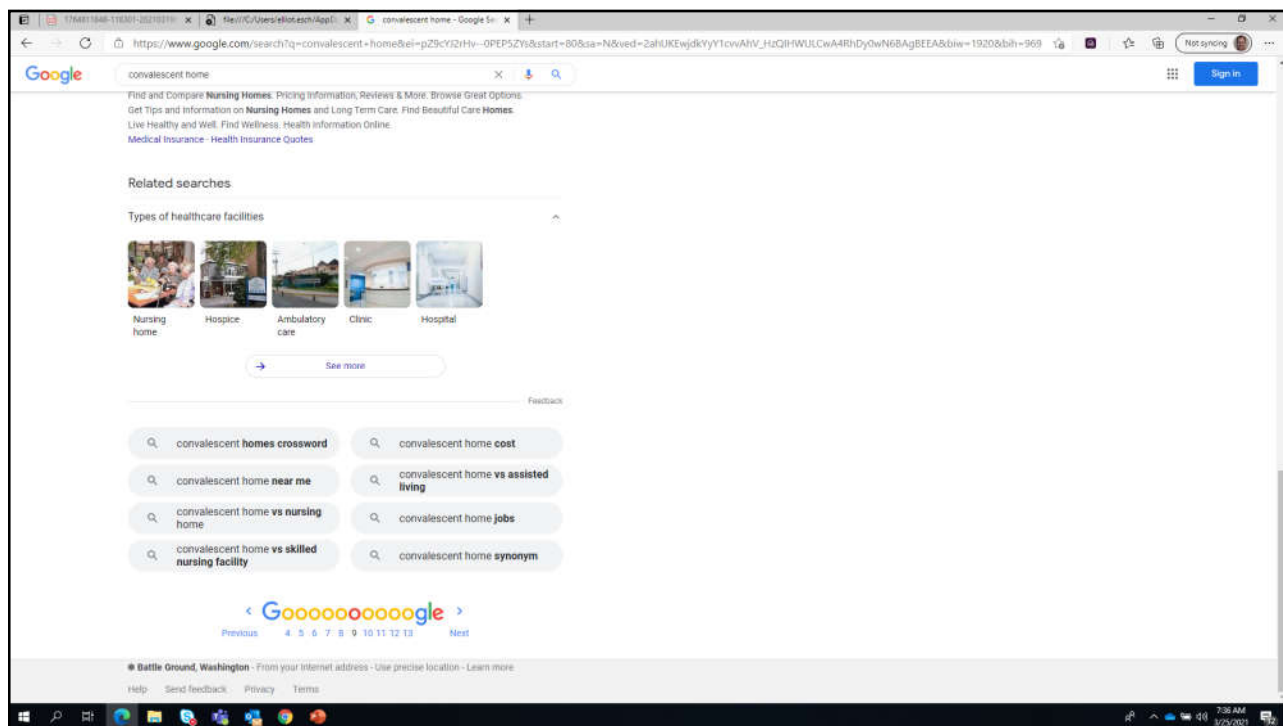 file:///C:/Users/elliot.esch/AppD
convalescent home - Google Se
Not syncing
Google
convalescent home
Sign in
Find and Compare Nursing Homes. Pricing Information, Reviews & More. Browse Great Options.
Get Tips and Information on Nursing Homes and Long Term Care. Find Beautiful Care Homes.
Live Healthy and Well. Find Wellness. Health Information Online.
Medical Insurance - Health Insurance Quotes
Related searches
Types of healthcare facilities
Nursing home
Hospice
Ambulatory care
Clinic
Hospital
See more
Feedback
convalescent homes crossword
convalescent home cost
convalescent home near me
convalescent home vs assisted
living
convalescent home vs nursing
home
convalescent home jobs
convalescent home vs skilled
nursing facility
convalescent home synonym
Goooooooooogle
Previous 4 5 6 7 8 9 10 11 12 13 Next
Battle Ground, Washington - From your Internet address - Use precise location - Learn more
Help Send feedback Privacy Terms
7:36 AM
3/25/2021